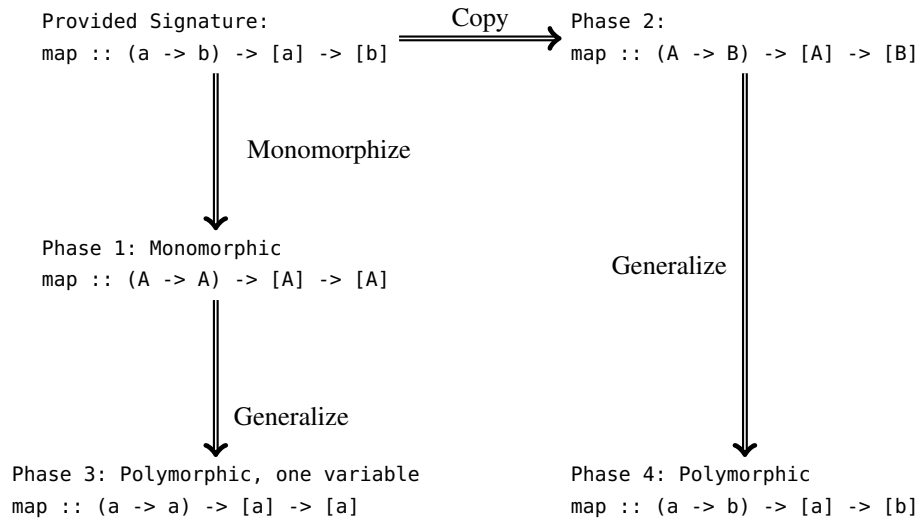 Provided Signature:
map :: (a -> b) -> [a] -> [b]
Copy
Phase 2:
map :: (A -> B) -> [A] -> [B]
Monomorphize
Phase 1: Monomorphic
map :: (A -> A) -> [A] -> [A]
Generalize
Generalize
Phase 3: Polymorphic, one variable
map :: (a -> a) -> [a] -> [a]
Phase 4: Polymorphic
map :: (a -> b) -> [a] -> [b]